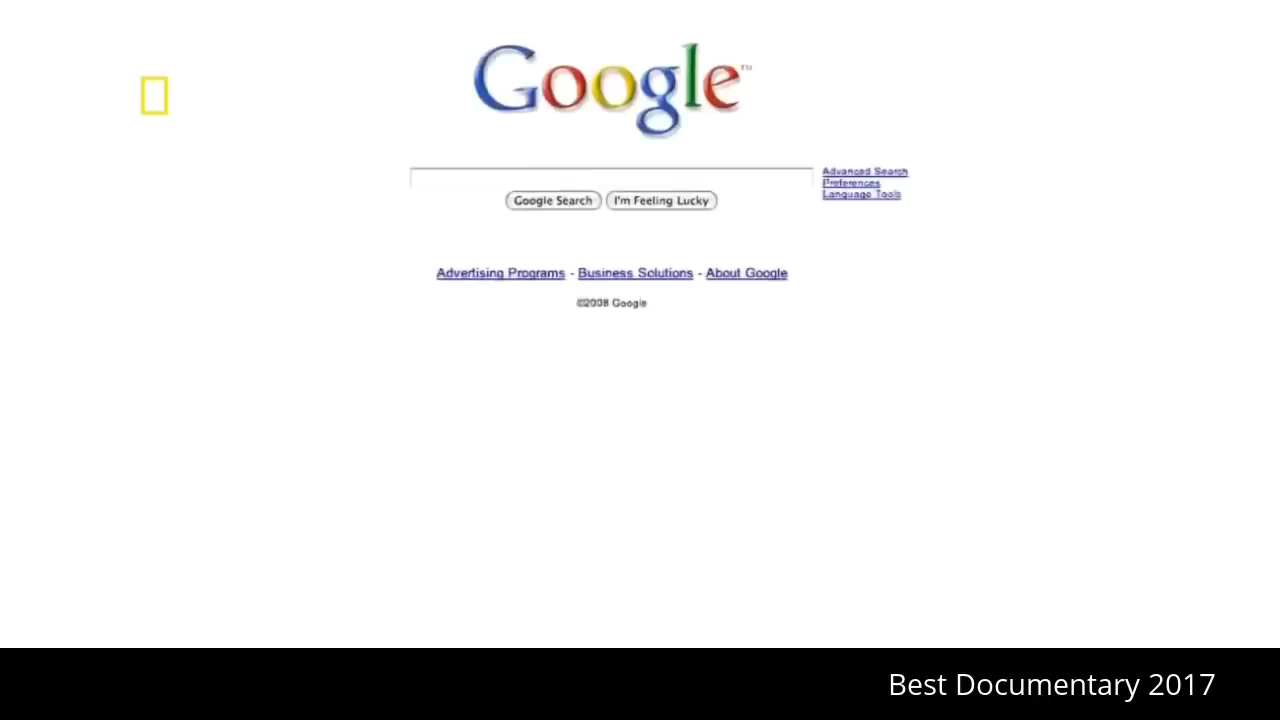 Google™
Advanced Search
Preferences
Language Tools
Google Search I'm Feeling Lucky
Advertising Programs - Business Solutions - About Google
©2008 Google
Best Documentary 2017